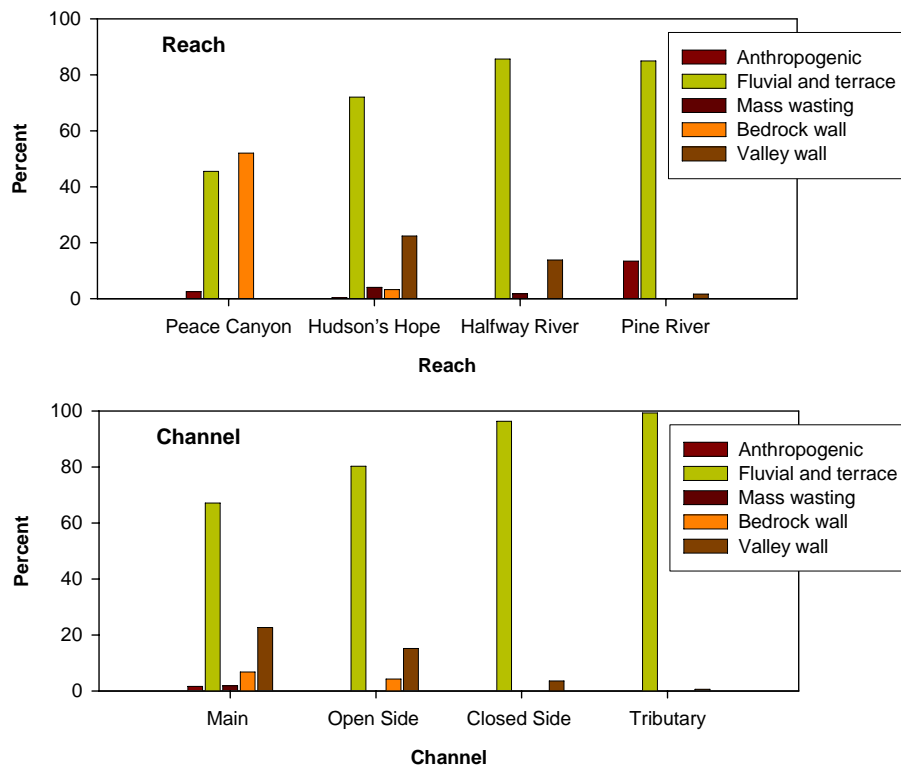 Reach
Percent
100
80
60
40
20
0
Anthropogenic
Fluvial and terrace
Mass wasting
Bedrock wall
Valley wall
Peace Canyon Hudson's Hope Halfway River Pine River
Reach
Channel
Percent
100
80
60
40
20
0
Anthropogenic
Fluvial and terrace
Mass wasting
Bedrock wall
Valley wall
Main Open Side Closed Side Tributary
Channel